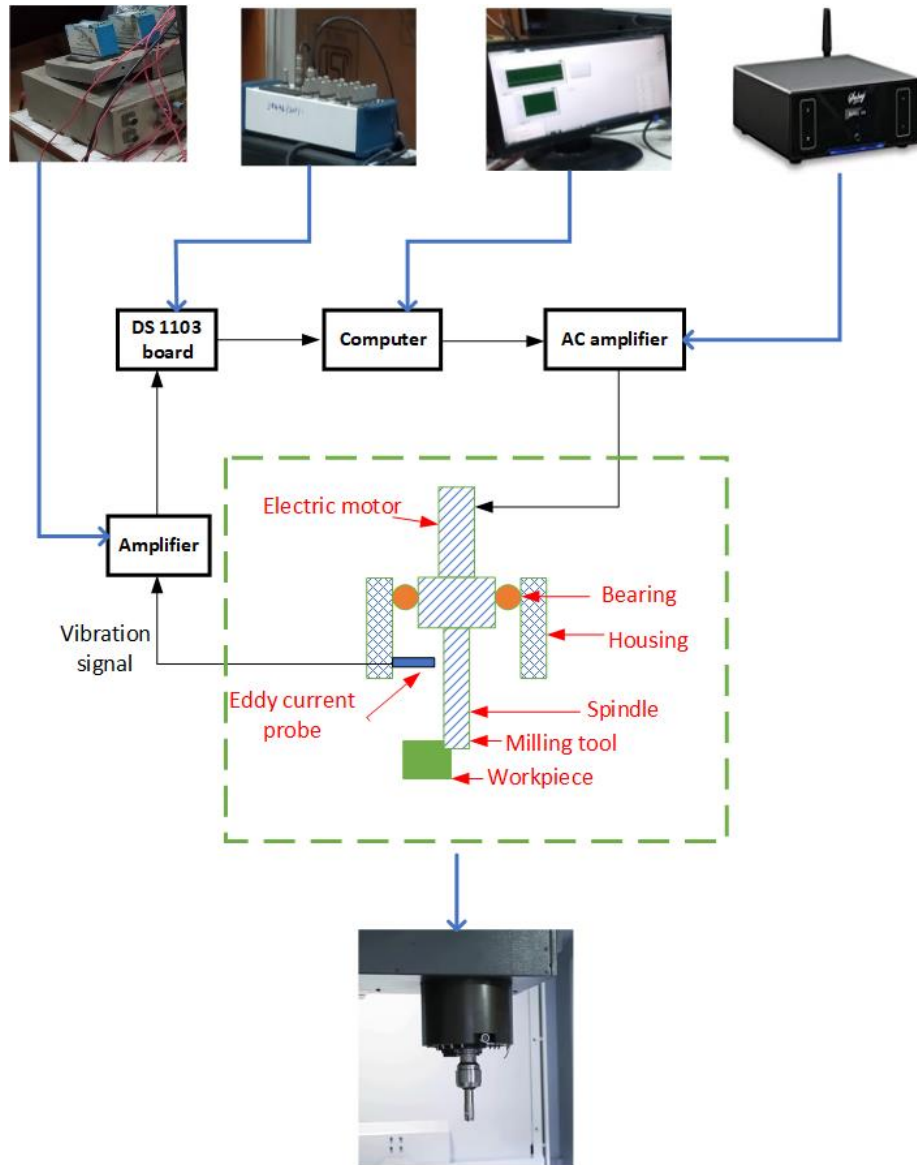 DS 1103
board
Computer
AC amplifier
Electric motor
Amplifier
Bearing
Housing
Vibration
signal
Eddy current
probe
Spindle
Milling tool
Workpiece